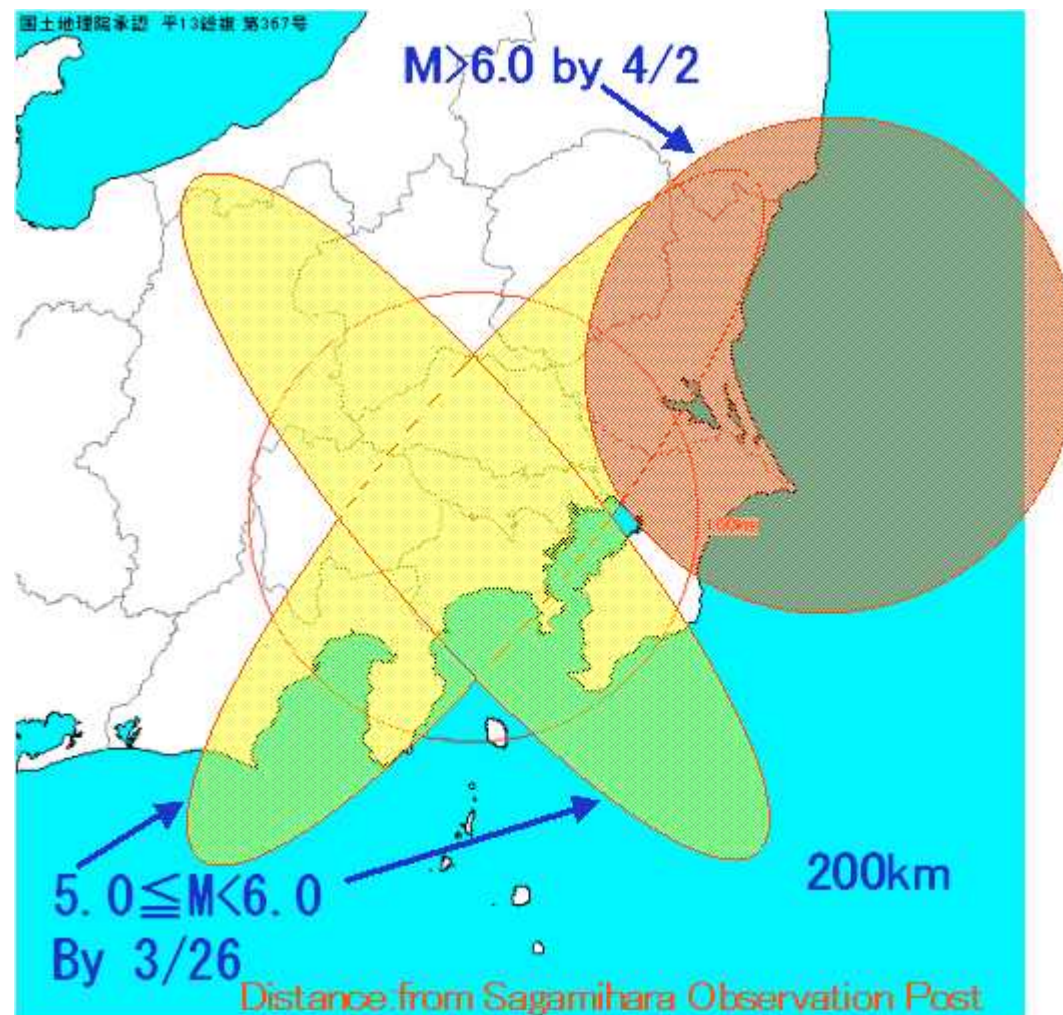 国土地理院承認 平13総複 第367号
M>6.0 by 4/2
100km
5.0≦M<6.0
By 3/26
200km
Distance from Sagamihara Observation Post